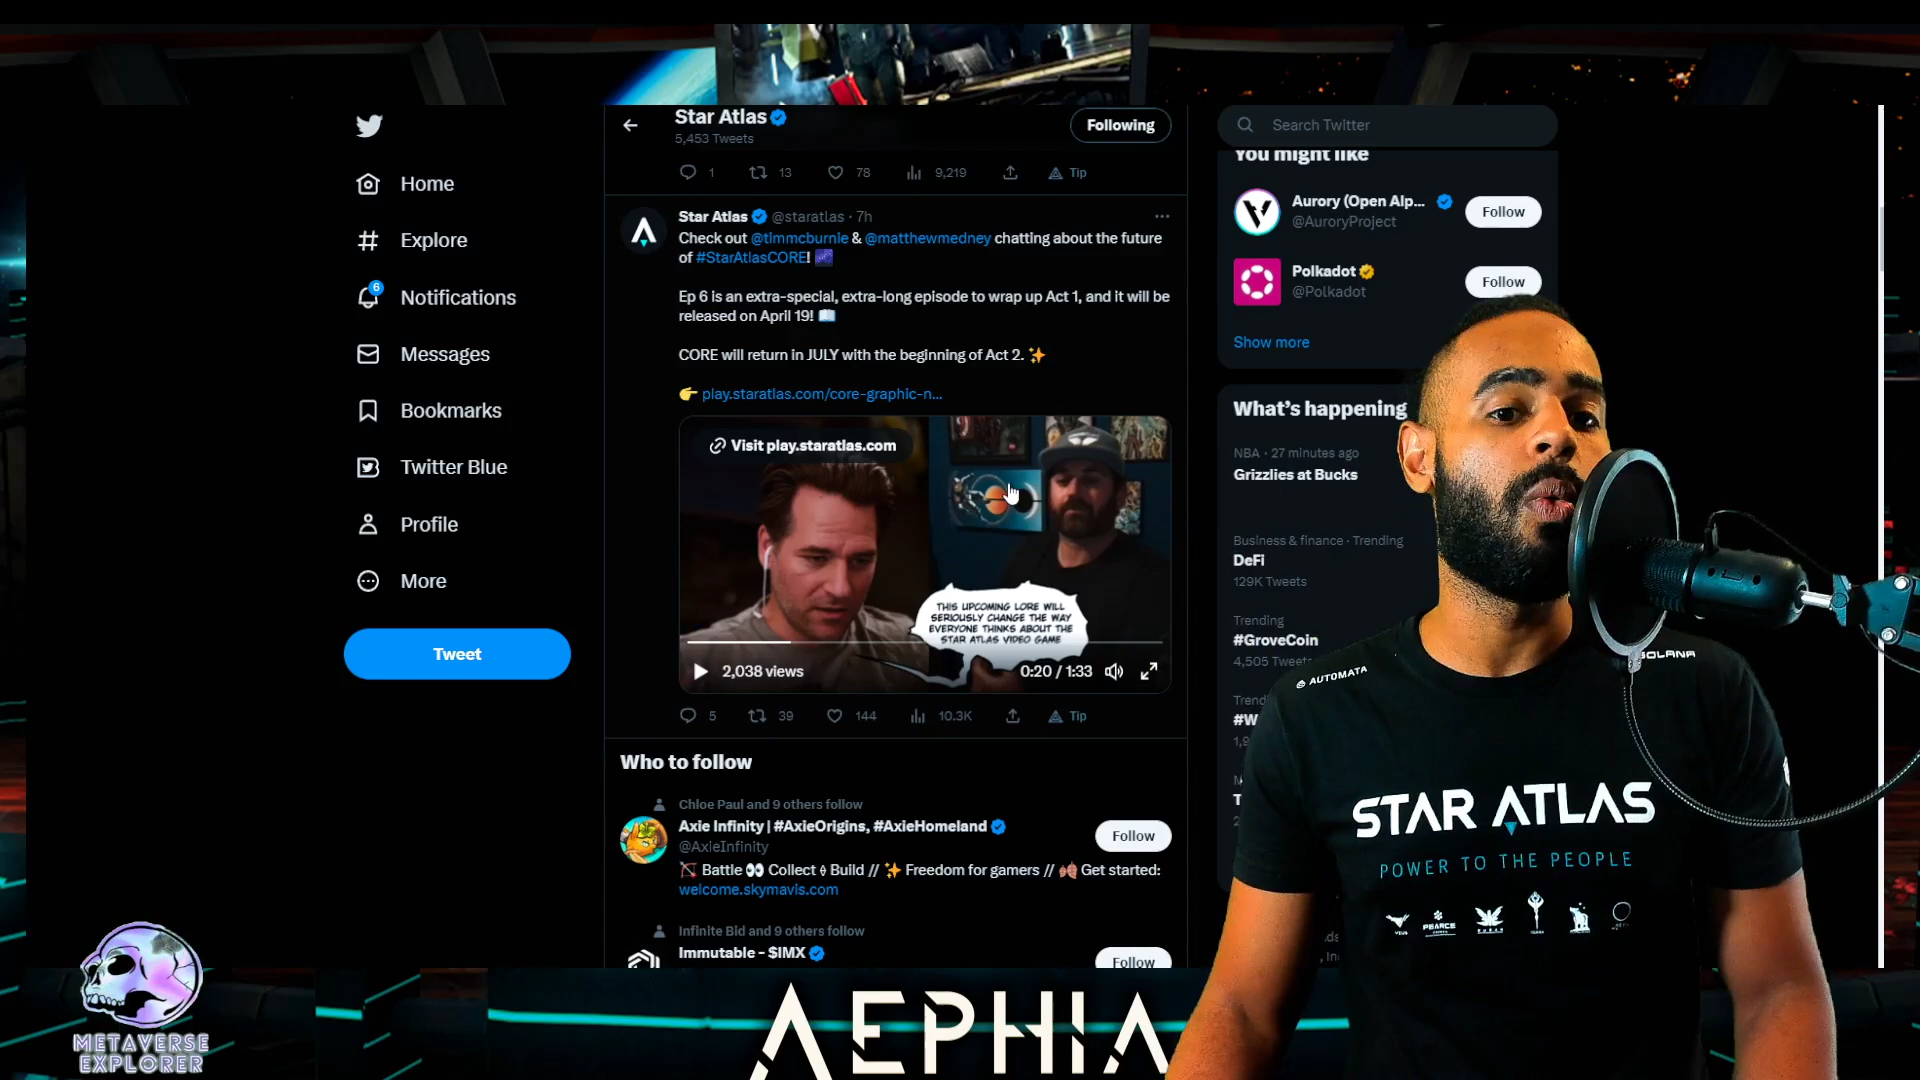 Star Atlas
5,453 Tweets
Following
Search Twitter
1
13
78
9,219
Tip
Home
Explore
6
Notifications
Messages
Bookmarks
Twitter Blue
Profile
More
Tweet
Star Atlas @staratlas · 7h
Check out @timmcburnie & @matthewmedney chatting about the future
of #StarAtlasCORE!
Ep 6 is an extra-special, extra-long episode to wrap up Act 1, and it will be
released on April 19!
CORE will return in JULY with the beginning of Act 2.
play.staratlas.com/core-graphic-n...
Visit play.staratlas.com
THIS UPCOMING LORE WILL
SERIOUSLY CHANGE THE WAY
EVERYONE THINKS ABOUT THE
STAR ATLAS VIDEO GAME
2,038 views
0:20 / 1:33
5
39
144
10.3K
Tip
Who to follow
Chloe Paul and 9 others follow
Axie Infinity | #AxieOrigins, #AxieHomeland
@AxieInfinity
Follow
Battle Collect Build // Freedom for gamers // Get started:
welcome.skymavis.com
Infinite Bid and 9 others follow
Immutable - $IMX
Follow
You might like
Aurory (Open Alp...
@AuroryProject
Follow
Polkadot
@Polkadot
Follow
Show more
What's happening
NBA · 27 minutes ago
Grizzlies at Bucks
Business & finance · Trending
DeFi
129K Tweets
Trending
#GroveCoin
4,505 Tweets
Trend
#W
AUTOMATA
SOLANA
STAR ATLAS
POWER TO THE PEOPLE
PEARCE
METAVERSE
EXPLORER
AEPHIA